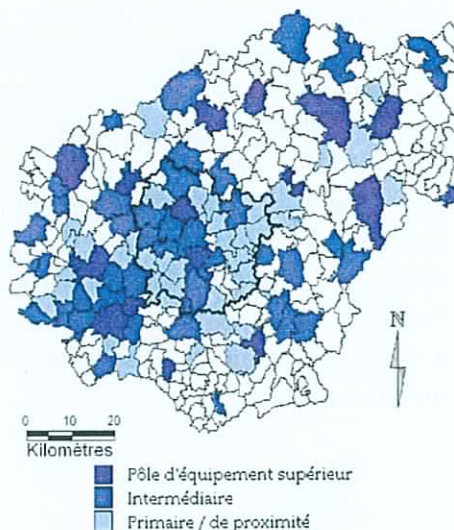 N
0 10 20
Kilomètres
Pôle d'équipement supérieur
Intermédiaire
Primaire / de proximité